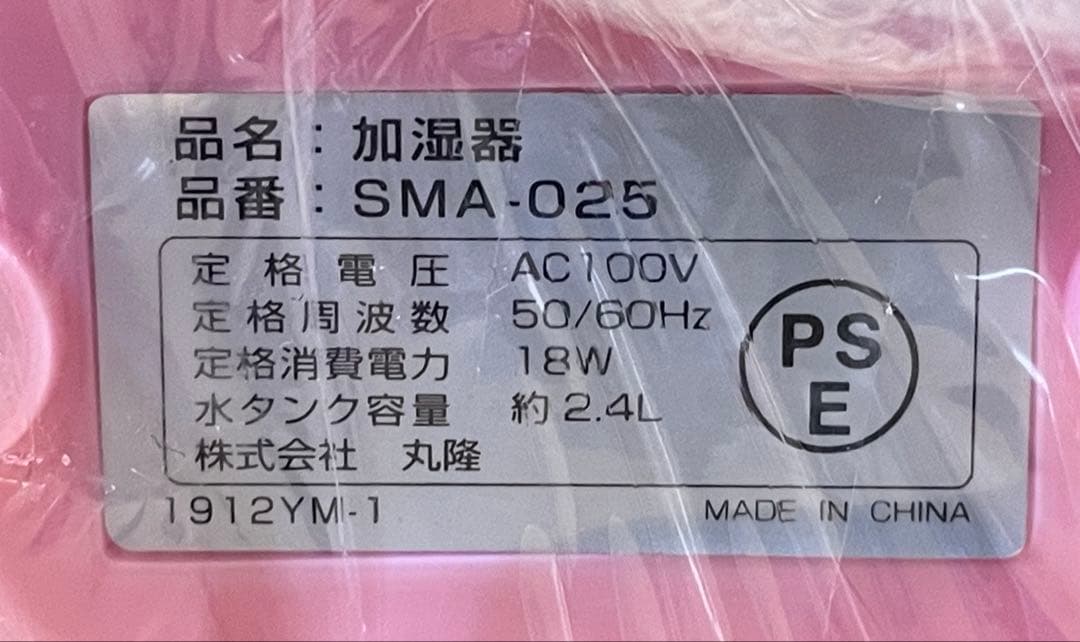 品名：加湿器
品番：SMA-025
定格電圧 AC100V
定格周波数 50/60Hz
定格消費電力 18W
水タンク容量 約2.4L
株式会社 丸隆
PS
E
1912YM-1 MADE IN CHINA